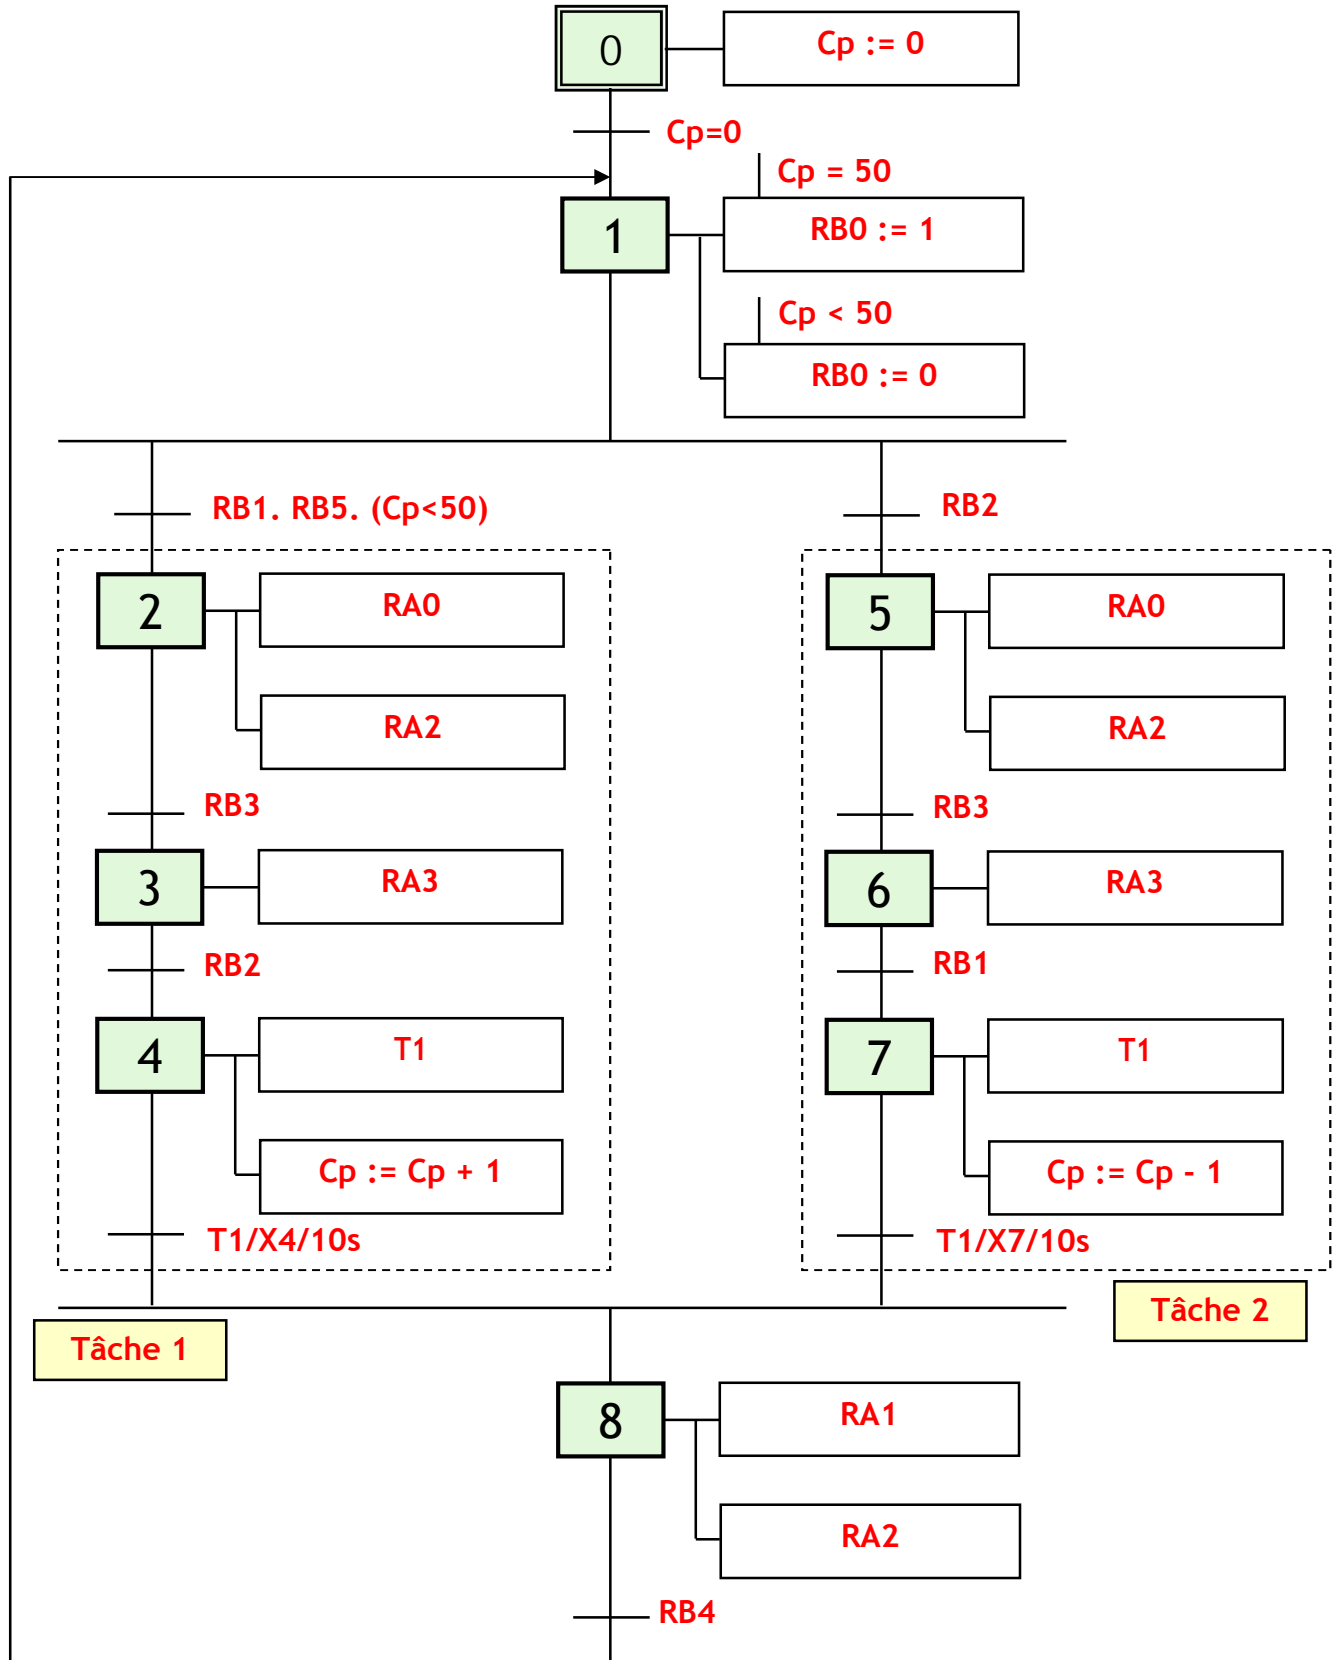 0
Cp := 0
Cp=0
Cp = 50
1
RB0 := 1
Cp < 50
RB0 := 0
RB1. RB5. (Cp<50)
RB2
2
RA0
5
RA0
RA2
RA2
RB3
RB3
3
RA3
6
RA3
RB2
RB1
4
T1
7
T1
Cp := Cp + 1
Cp := Cp - 1
T1/X4/10s
T1/X7/10s
Tâche 2
Tâche 1
8
RA1
RA2
RB4